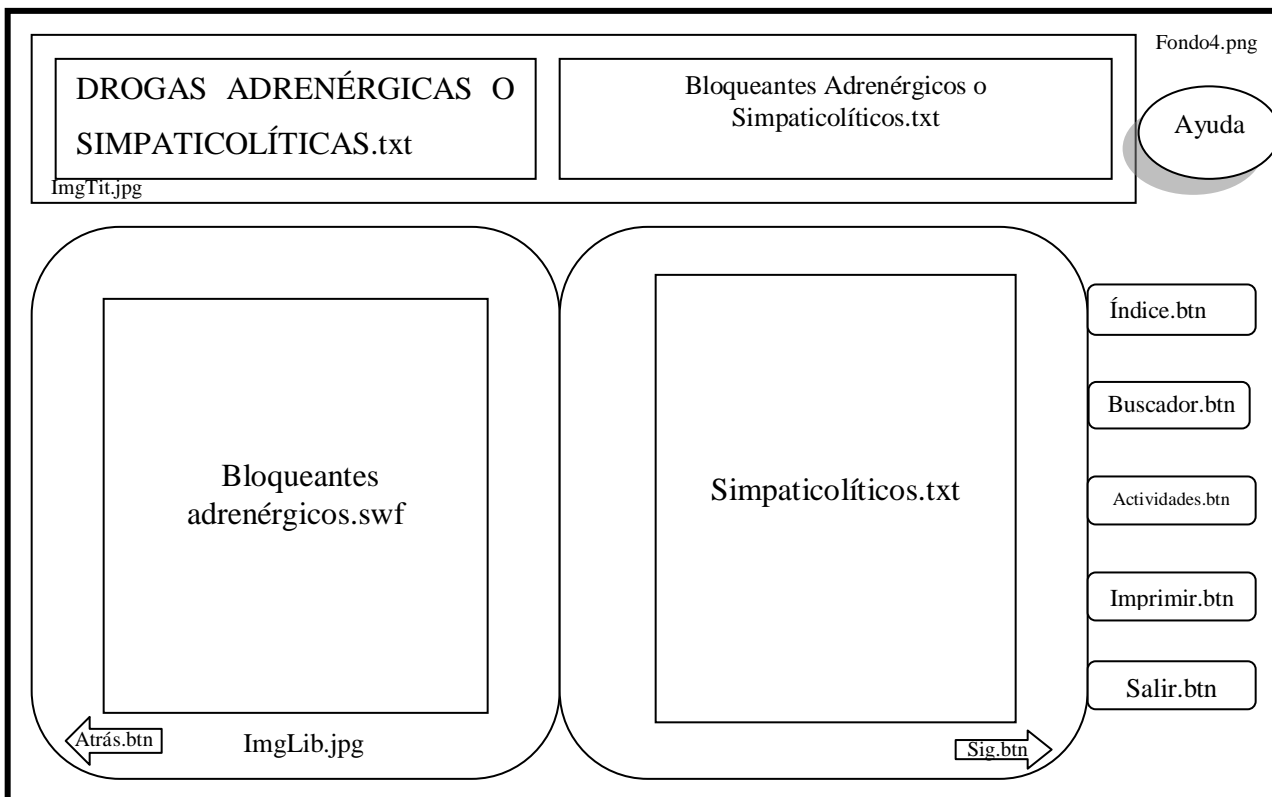 Fondo4.png
DROGAS ADRENÉRGICAS O
SIMPATICOLÍTICAS.txt
Bloqueantes Adrenérgicos o
Simpaticolíticos.txt
Ayuda
ImgTit.jpg
Índice.btn
Buscador.btn
Bloqueantes
adrenérgicos.swf
Simpaticolíticos.txt
Actividades.btn
Imprimir.btn
Salir.btn
Atrás.btn
ImgLib.jpg
Sig.btn